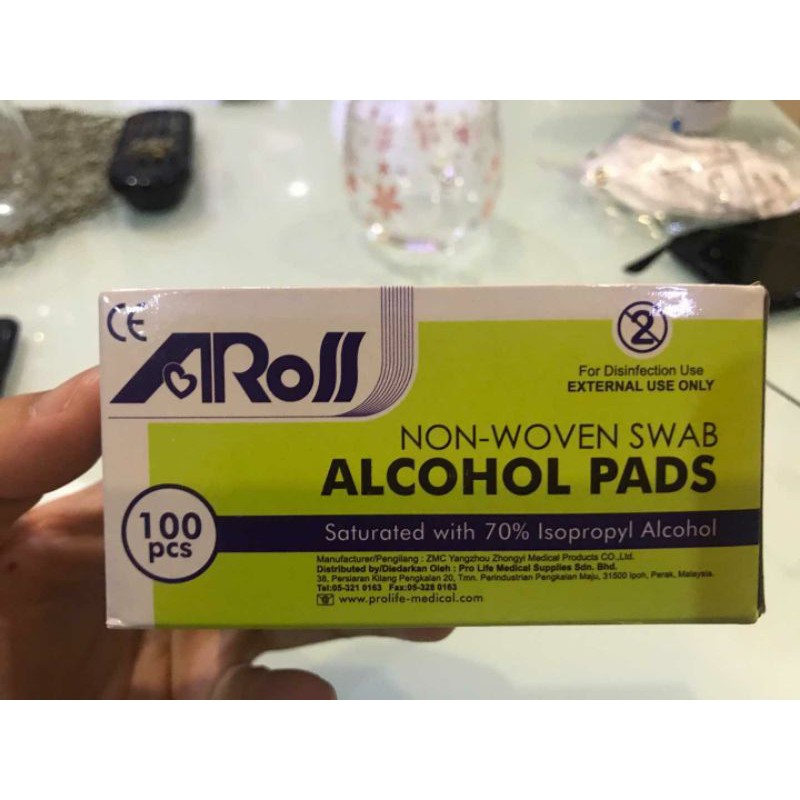 CE
ARoll
2
For Disinfection Use
EXTERNAL USE ONLY
NON-WOVEN SWAB
ALCOHOL PADS
100
pcs
Saturated with 70% Isopropyl Alcohol
Manufacturer/Pengilang : ZMC Yangzhou Zhongyi Medical Products CO.,Ltd.
Distributed by/Diedarkan Oleh : Pro Life Medical Supplies Sdn. Bhd.
38, Persiaran Kilang Pengkalan 20, Tmn. Perindustrian Pengkalan Maju, 31500 Ipoh, Perak, Malaysia.
Tel:05-321 0163 Fax:05-328 0163
www.prolife-medical.com